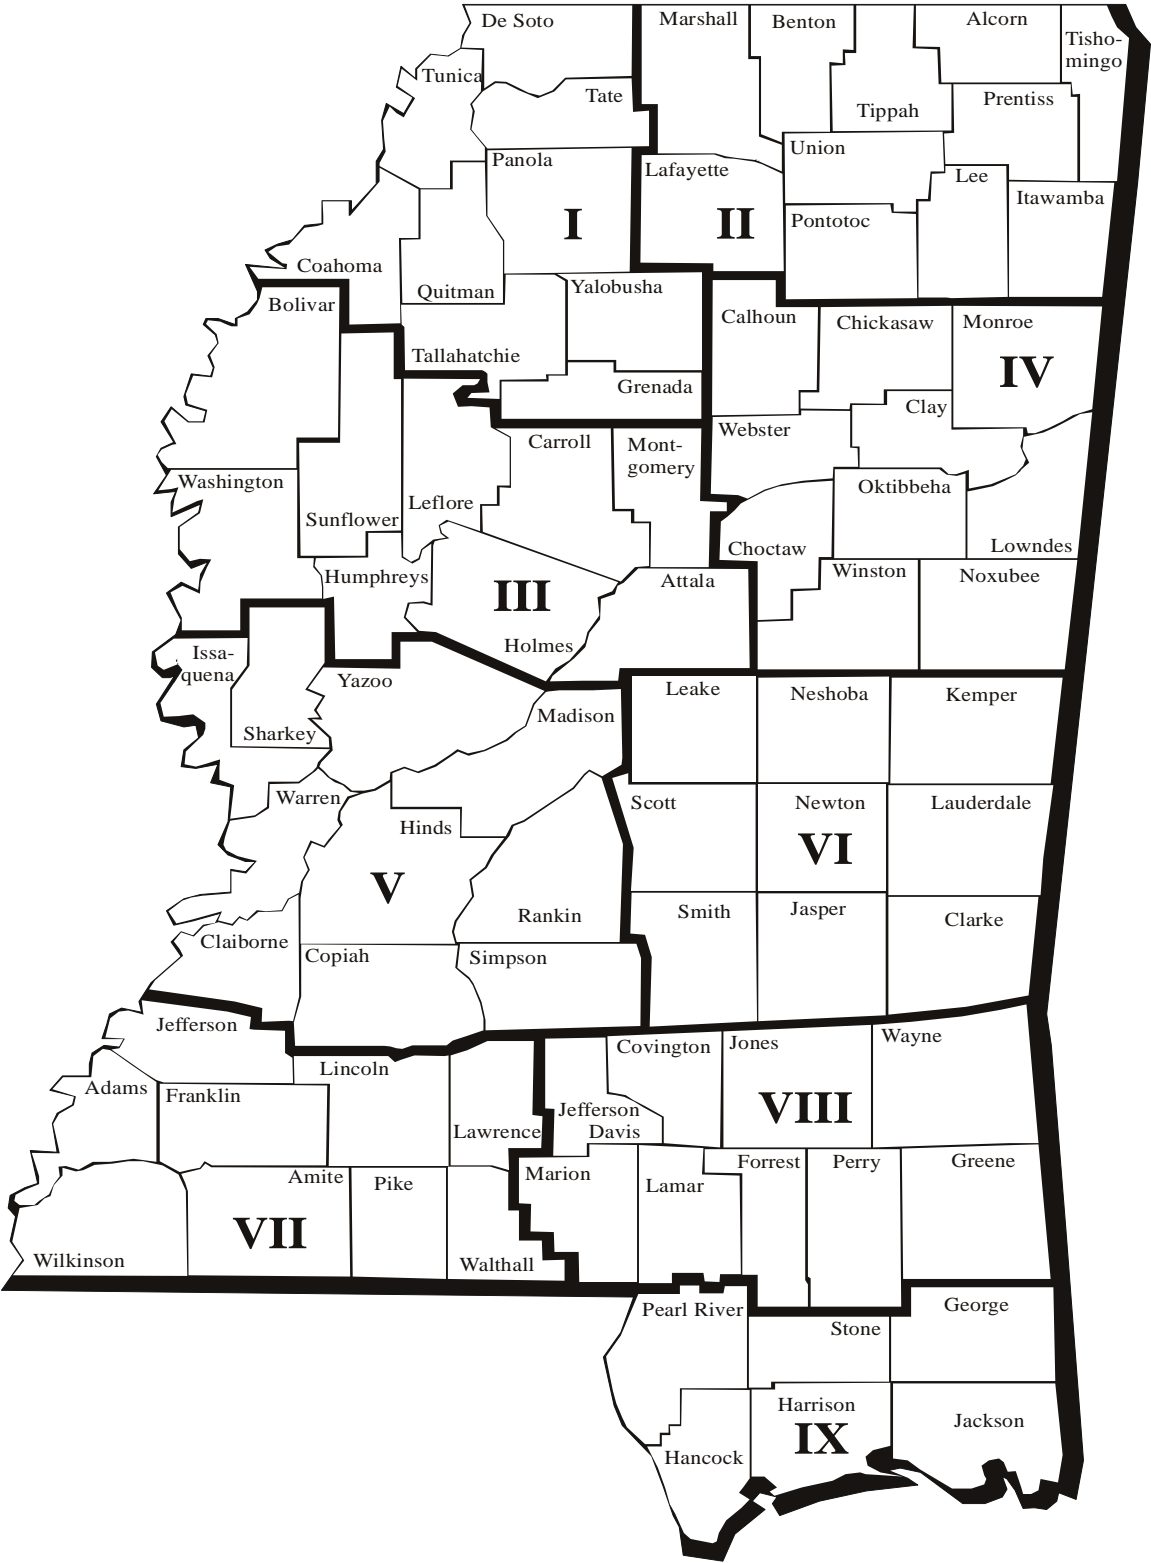 De Soto
Marshall
Benton
Alcorn
Tisho-
mingo
Tunica
Tate
Tippah
Prentiss
Union
Panola
Lafayette
Lee
Itawamba
I
II
Pontotoc
Coahoma
Quitman
Yalobusha
Bolivar
Calhoun
Chickasaw
Monroe
Tallahatchie
IV
Grenada
Clay
Webster
Carroll
Mont-
gomery
Washington
Oktibbeha
Leflore
Sunflower
Choctaw
Lowndes
Humphreys
Attala
Winston
Noxubee
III
Holmes
Issa-
quena
Yazoo
Leake
Neshoba
Kemper
Madison
Sharkey
Warren
Scott
Newton
Lauderdale
Hinds
VI
V
Rankin
Smith
Jasper
Clarke
Claiborne
Copiah
Simpson
Jefferson
Covington
Jones
Wayne
Lincoln
Adams
Franklin
VIII
Jefferson
Davis
Lawrence
Forrest
Perry
Greene
Amite
Pike
Marion
Lamar
VII
Wilkinson
Walthall
Pearl River
George
Stone
Harrison
Jackson
IX
Hancock